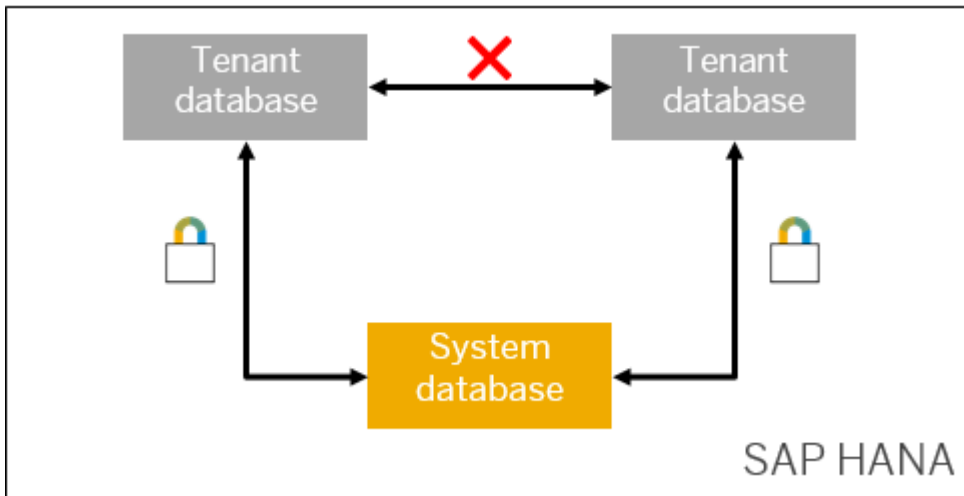 Tenant
database
Tenant
database
System
database
SAP HANA